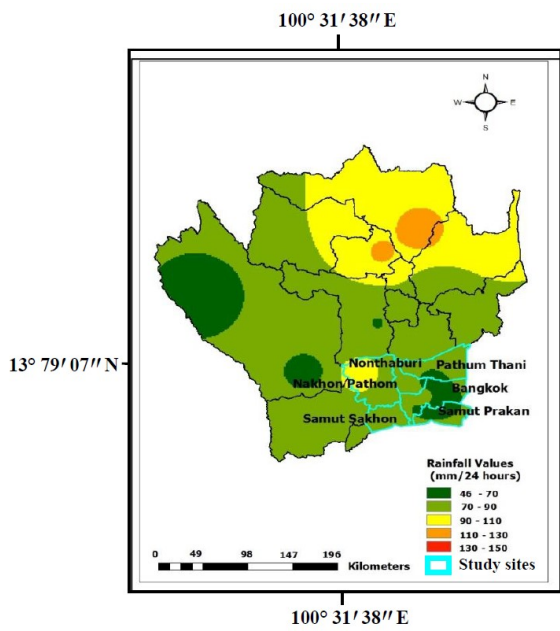 100° 31' 38" E
N
W E
S
13° 79' 07" N
Nonthaburi
Pathum Thani
Nakhon Pathom
Bangkok
Samut Prakan
Samut Sakhon
Rainfall Values
(mm/24 hours)
46 - 70
70 - 90
90 - 110
110 - 130
130 - 150
Study sites
0 49 98 147 196
Kilometers
100° 31' 38" E